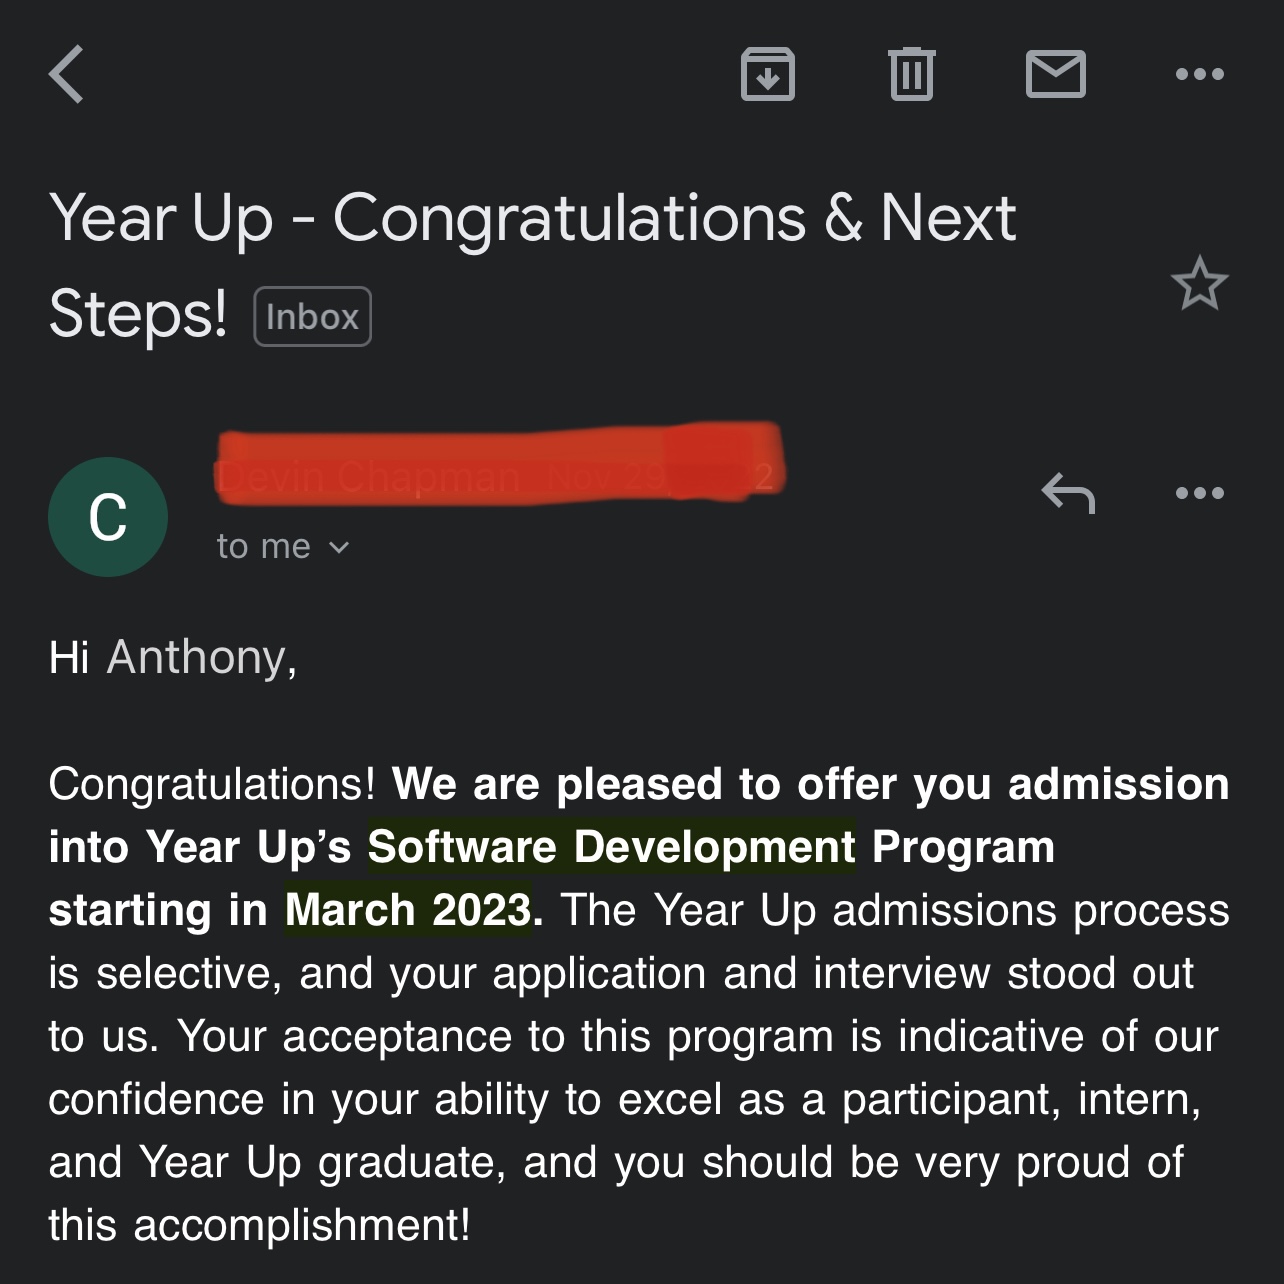 Year Up - Congratulations & Next
Steps! Inbox
C
to me
Hi Anthony,
Congratulations! We are pleased to offer you admission
into Year Up’s Software Development Program
starting in March 2023. The Year Up admissions process
is selective, and your application and interview stood out
to us. Your acceptance to this program is indicative of our
confidence in your ability to excel as a participant, intern,
and Year Up graduate, and you should be very proud of
this accomplishment!